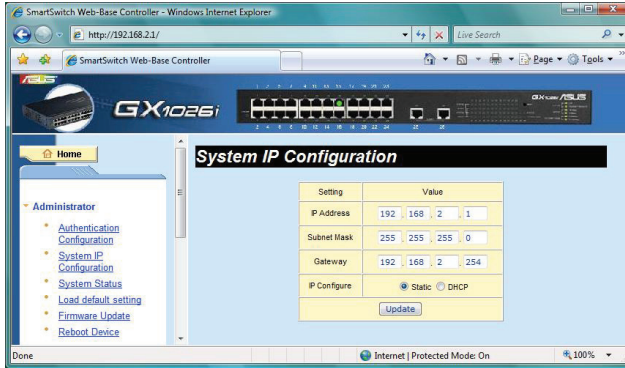 SmartSwitch Web-Base Controller - Windows Internet Explorer
http://192.168.2.1/
Live Search
SmartSwitch Web-Base Controller
Page
Tools
ASUS
GX1026i
ASUS
Home
System IP Configuration
Administrator
Authentication
Configuration
System IP
Configuration
System Status
Load default setting
Firmware Update
Reboot Device
Setting Value
IP Address 192 . 168 . 2 . 1
Subnet Mask 255 . 255 . 255 . 0
Gateway 192 . 168 . 2 . 254
IP Configure Static DHCP
Update
Done
Internet | Protected Mode: On
100%